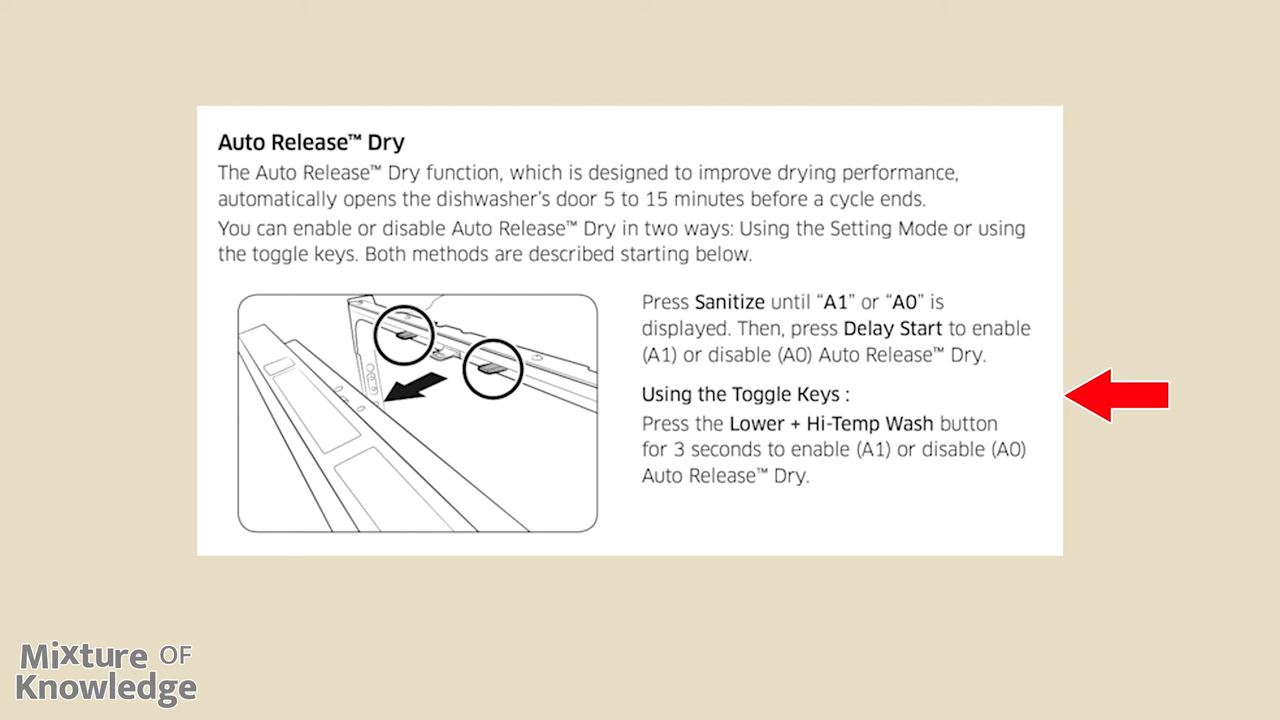 Auto Release™ Dry
The Auto Release™ Dry function, which is designed to improve drying performance,
automatically opens the dishwasher's door 5 to 15 minutes before a cycle ends.
You can enable or disable Auto Release™ Dry in two ways: Using the Setting Mode or using
the toggle keys. Both methods are described starting below.
Press Sanitize until “A1” or “A0” is
displayed. Then, press Delay Start to enable
(A1) or disable (A0) Auto Release™ Dry.
Using the Toggle Keys :
Press the Lower + Hi-Temp Wash button
for 3 seconds to enable (A1) or disable (A0)
Auto Release™ Dry.
Mixture OF
Knowledge